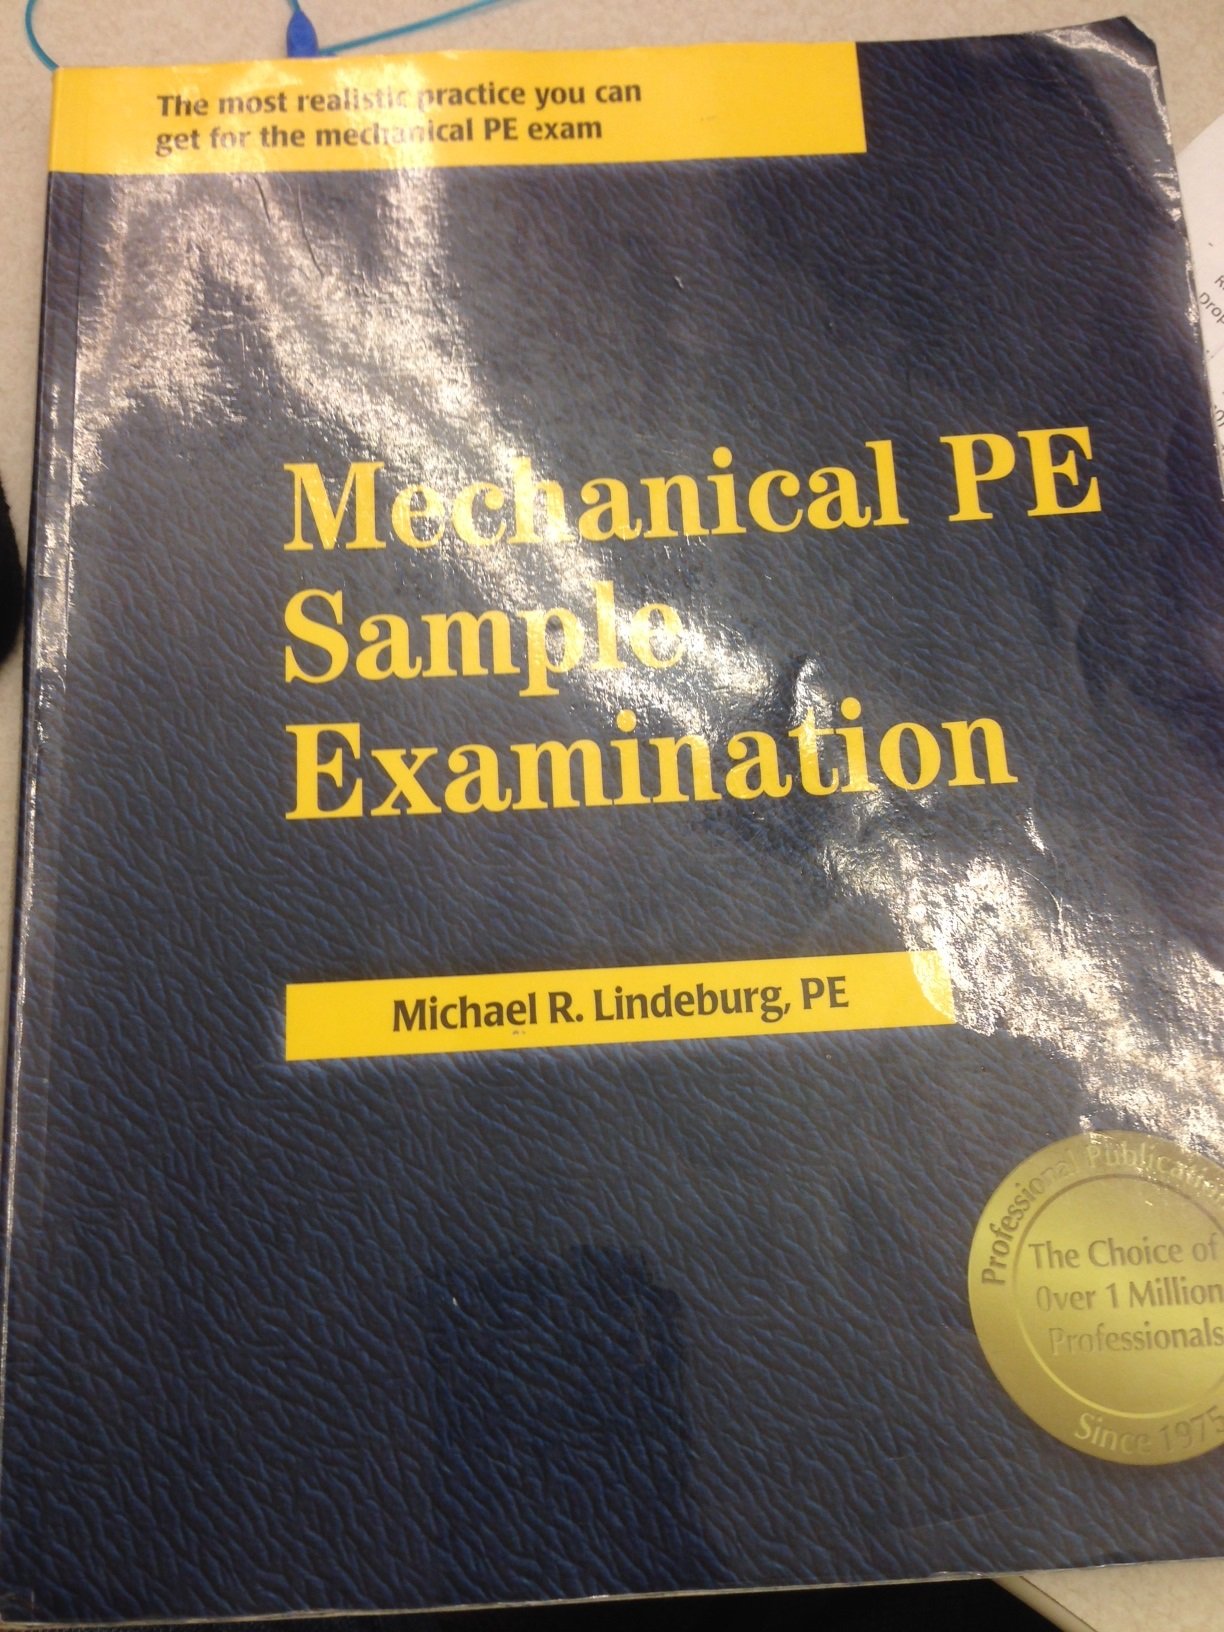 The most realistic practice you can
get for the mechanical PE exam
Mechanical PE
Sample
Examination
Michael R. Lindeburg, PE
Professional
The Choice of
Over 1 Million
Professionals
Since 1975